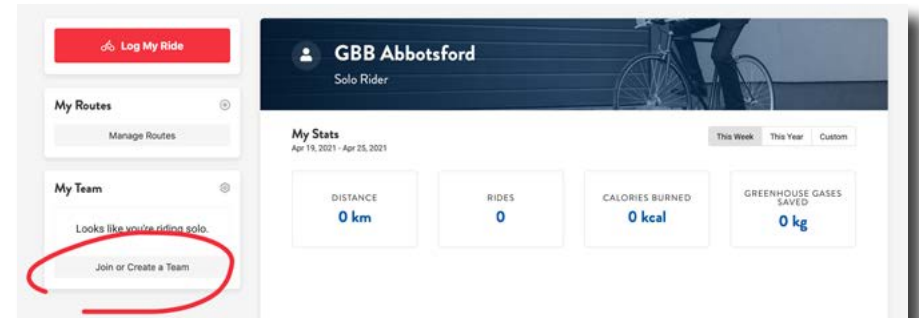 Log My Ride
My Routes
Manage Routes
My Team
Looks like you're riding solo.
Join or Create a Team
GBB Abbotsford
Solo Rider
My Stats
Apr 19, 2021 - Apr 25, 2021
This Week
This Year
Custom
DISTANCE
0 km
RIDES
0
CALORIES BURNED
0 kcal
GREENHOUSE GASES
SAVED
0 kg